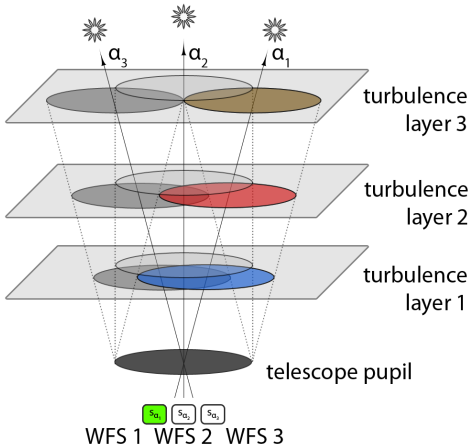 α₃
α₂
α₁
turbulence
layer 3
turbulence
layer 2
turbulence
layer 1
telescope pupil
sα₁ sα₂ sα₃
WFS 1 WFS 2 WFS 3